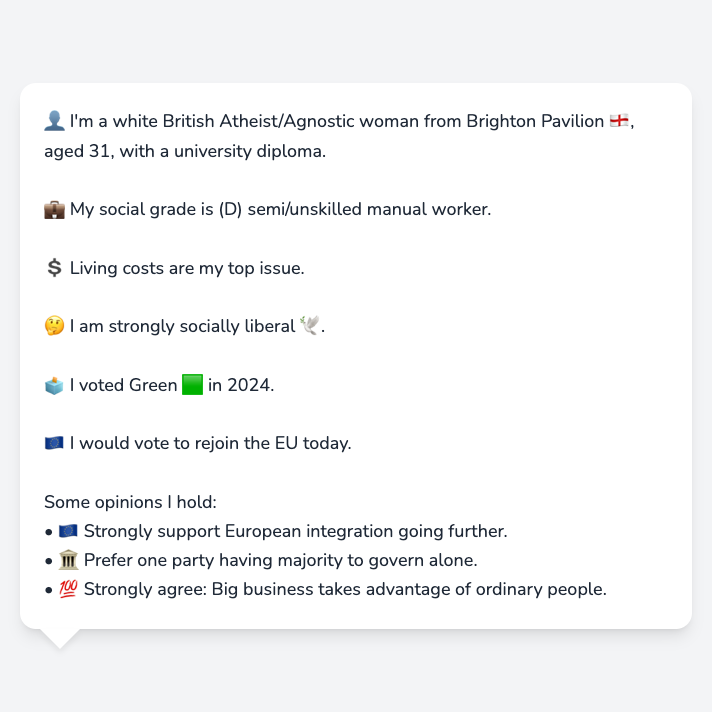 👤 I'm a white British Atheist/Agnostic woman from Brighton Pavilion 🏴󠁧󠁢󠁥󠁮󠁧󠁿,
aged 31, with a university diploma.
💼 My social grade is (D) semi/unskilled manual worker.
💲 Living costs are my top issue.
🤔 I am strongly socially liberal 🕊️.
🗳️ I voted Green 🟩 in 2024.
🇪🇺 I would vote to rejoin the EU today.
Some opinions I hold:
• 🇪🇺 Strongly support European integration going further.
• 🏛️ Prefer one party having majority to govern alone.
• 💯 Strongly agree: Big business takes advantage of ordinary people.